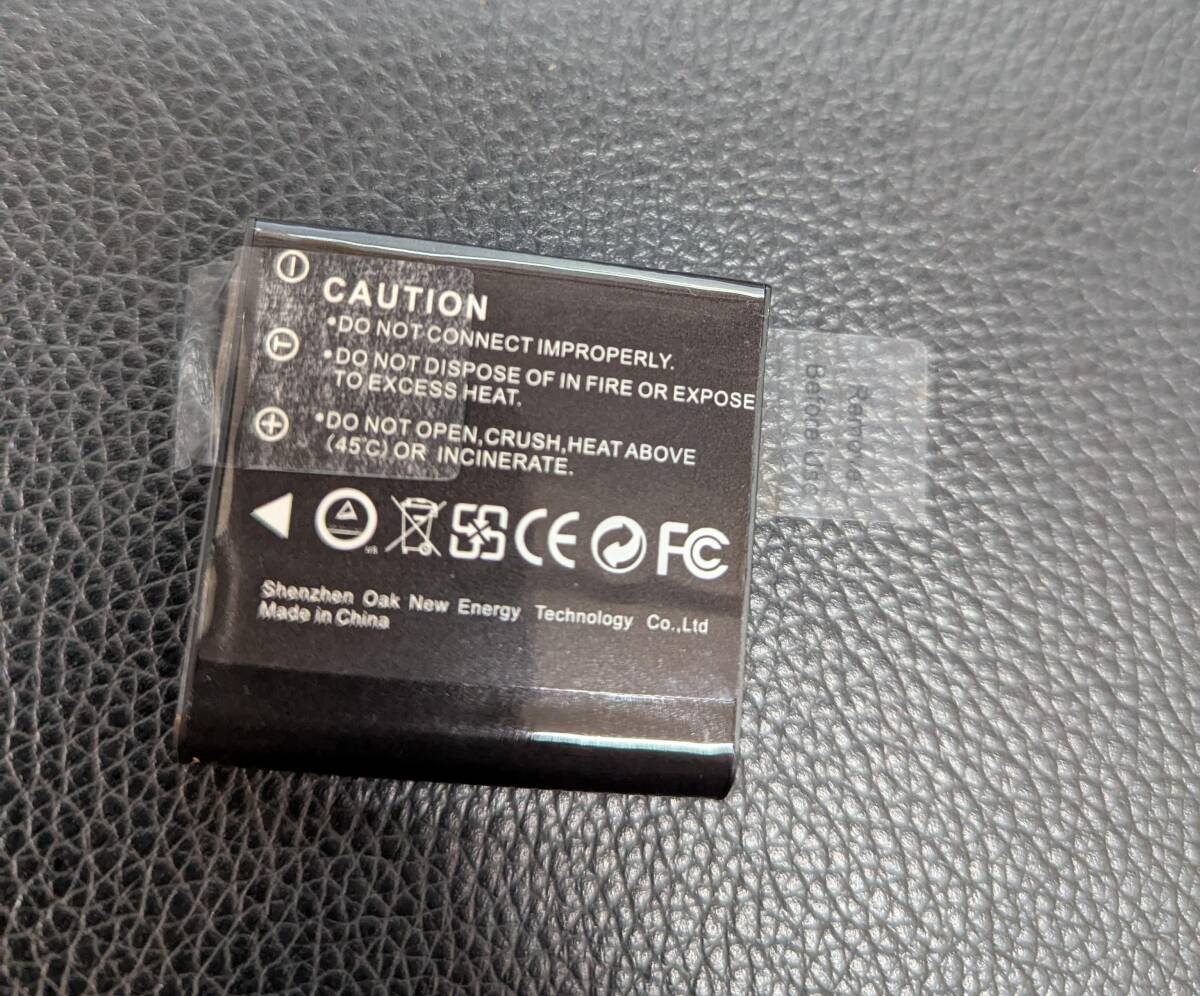 CAUTION
•DO NOT CONNECT IMPROPERLY.
•DO NOT DISPOSE OF IN FIRE OR EXPOSE
TO EXCESS HEAT.
•DO NOT OPEN,CRUSH,HEAT ABOVE
(45℃) OR INCINERATE.
CE FC
Shenzhen Oak New Energy Technology Co.,Ltd
Made in China
Remove
Before Use